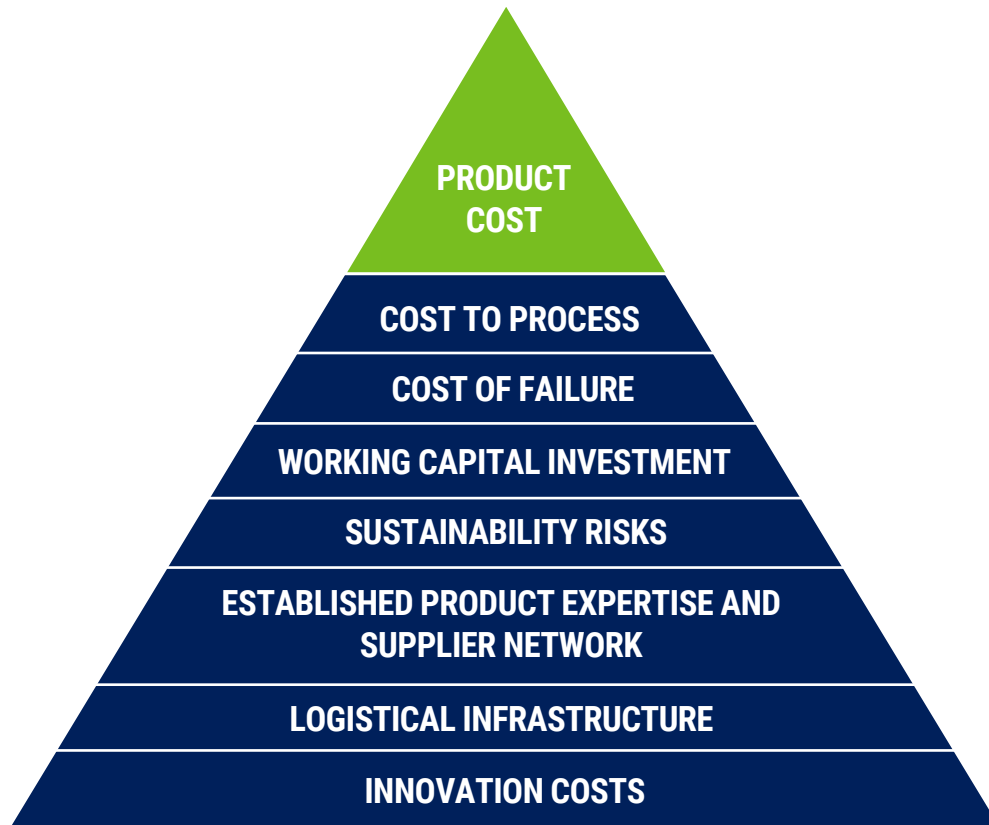 PRODUCT
COST
COST TO PROCESS
COST OF FAILURE
WORKING CAPITAL INVESTMENT
SUSTAINABILITY RISKS
ESTABLISHED PRODUCT EXPERTISE AND
SUPPLIER NETWORK
LOGISTICAL INFRASTRUCTURE
INNOVATION COSTS